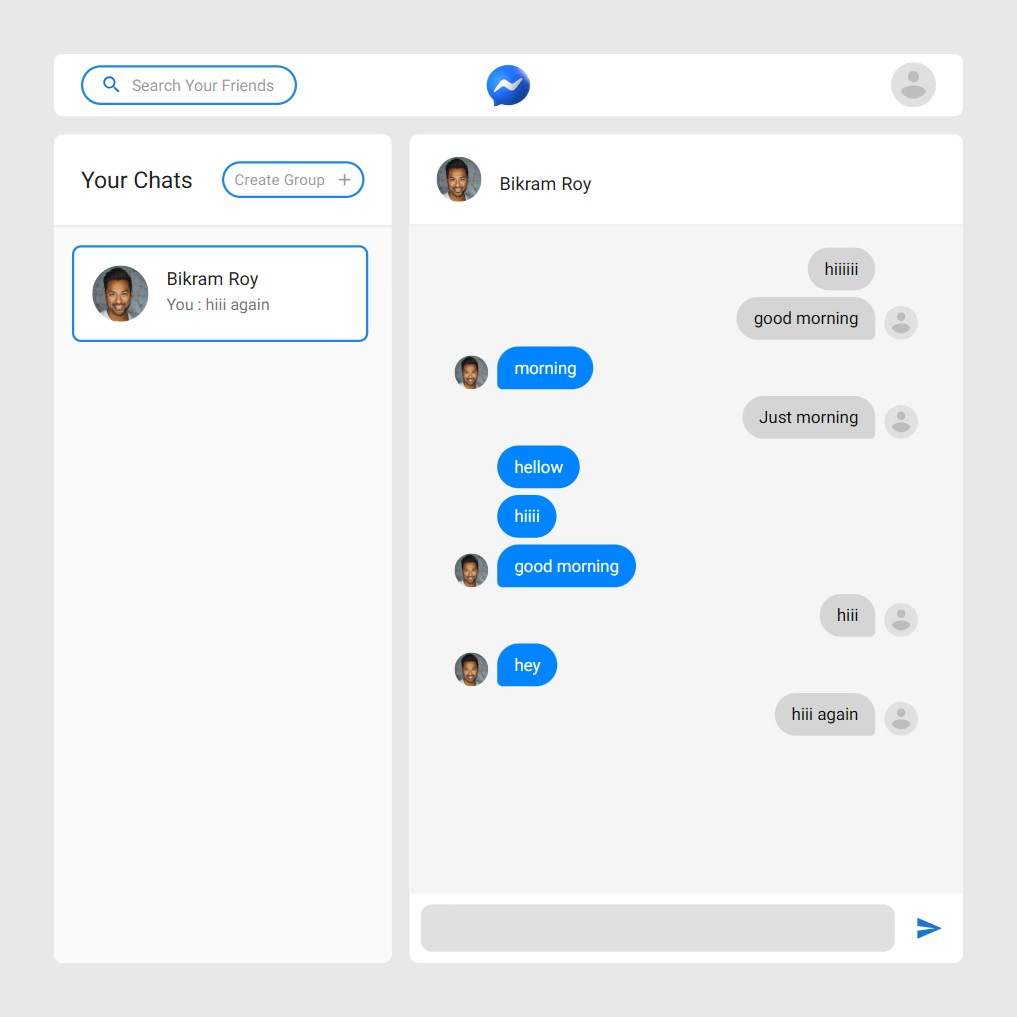 Search Your Friends
Your Chats
Create Group +
Bikram Roy
You : hiii again
Bikram Roy
hiiiiii
good morning
morning
Just morning
hellow
hiiii
good morning
hiii
hey
hiii again